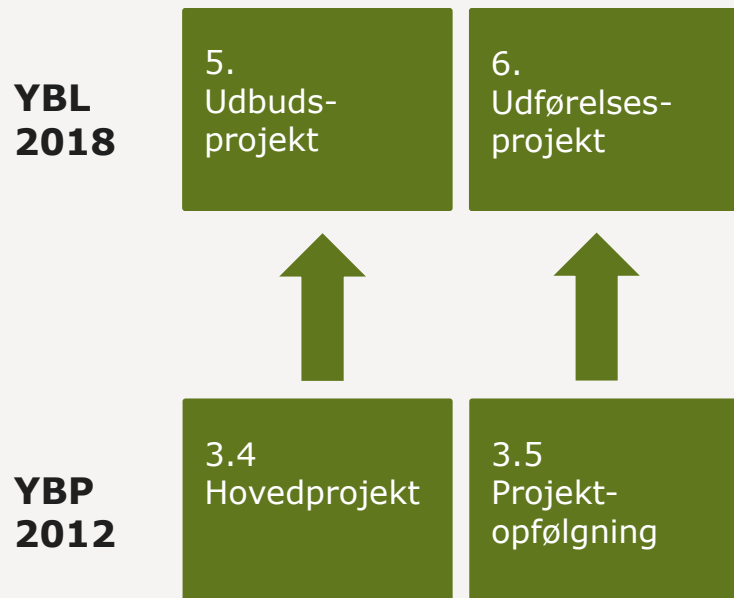 YBL
2018
5.
Udbuds-
projekt
6.
Udførelses-
projekt
YBP
2012
3.4
Hovedprojekt
3.5
Projekt-
opfølgning